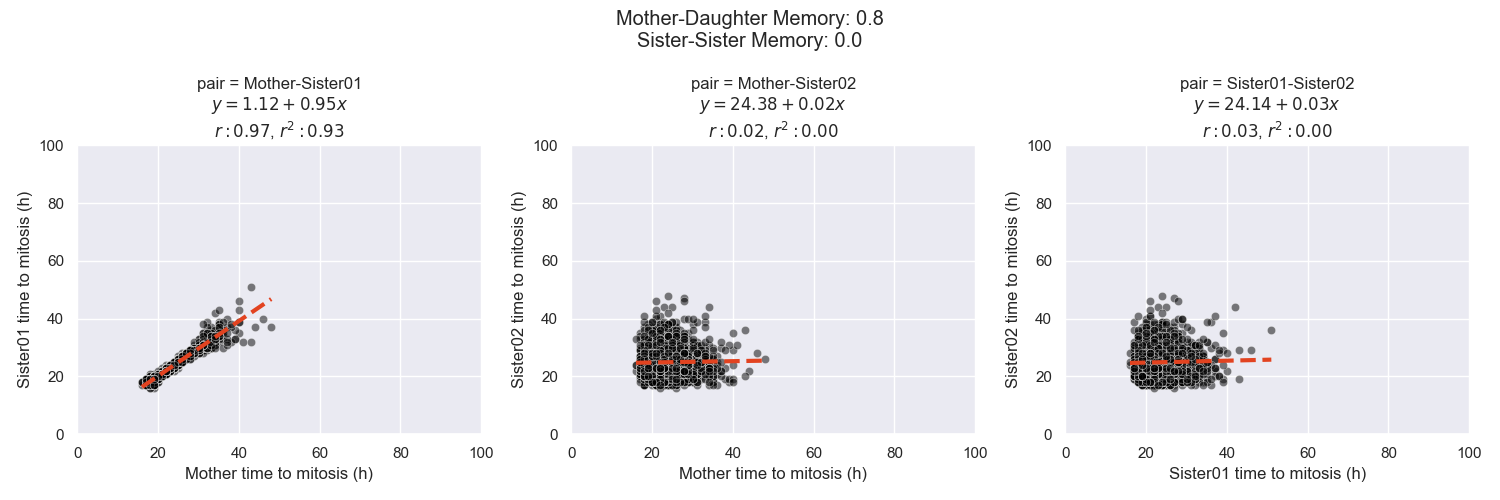 Mother-Daughter Memory: 0.8
Sister-Sister Memory: 0.0
pair = Mother-Sister01
y = 1.12 + 0.95x
r : 0.97, r² : 0.93
100
80
60
40
20
0
0 20 40 60 80 100
Sister01 time to mitosis (h)
Mother time to mitosis (h)
pair = Mother-Sister02
y = 24.38 + 0.02x
r : 0.02, r² : 0.00
100
80
60
40
20
0
0 20 40 60 80 100
Sister02 time to mitosis (h)
Mother time to mitosis (h)
pair = Sister01-Sister02
y = 24.14 + 0.03x
r : 0.03, r² : 0.00
100
80
60
40
20
0
0 20 40 60 80 100
Sister02 time to mitosis (h)
Sister01 time to mitosis (h)